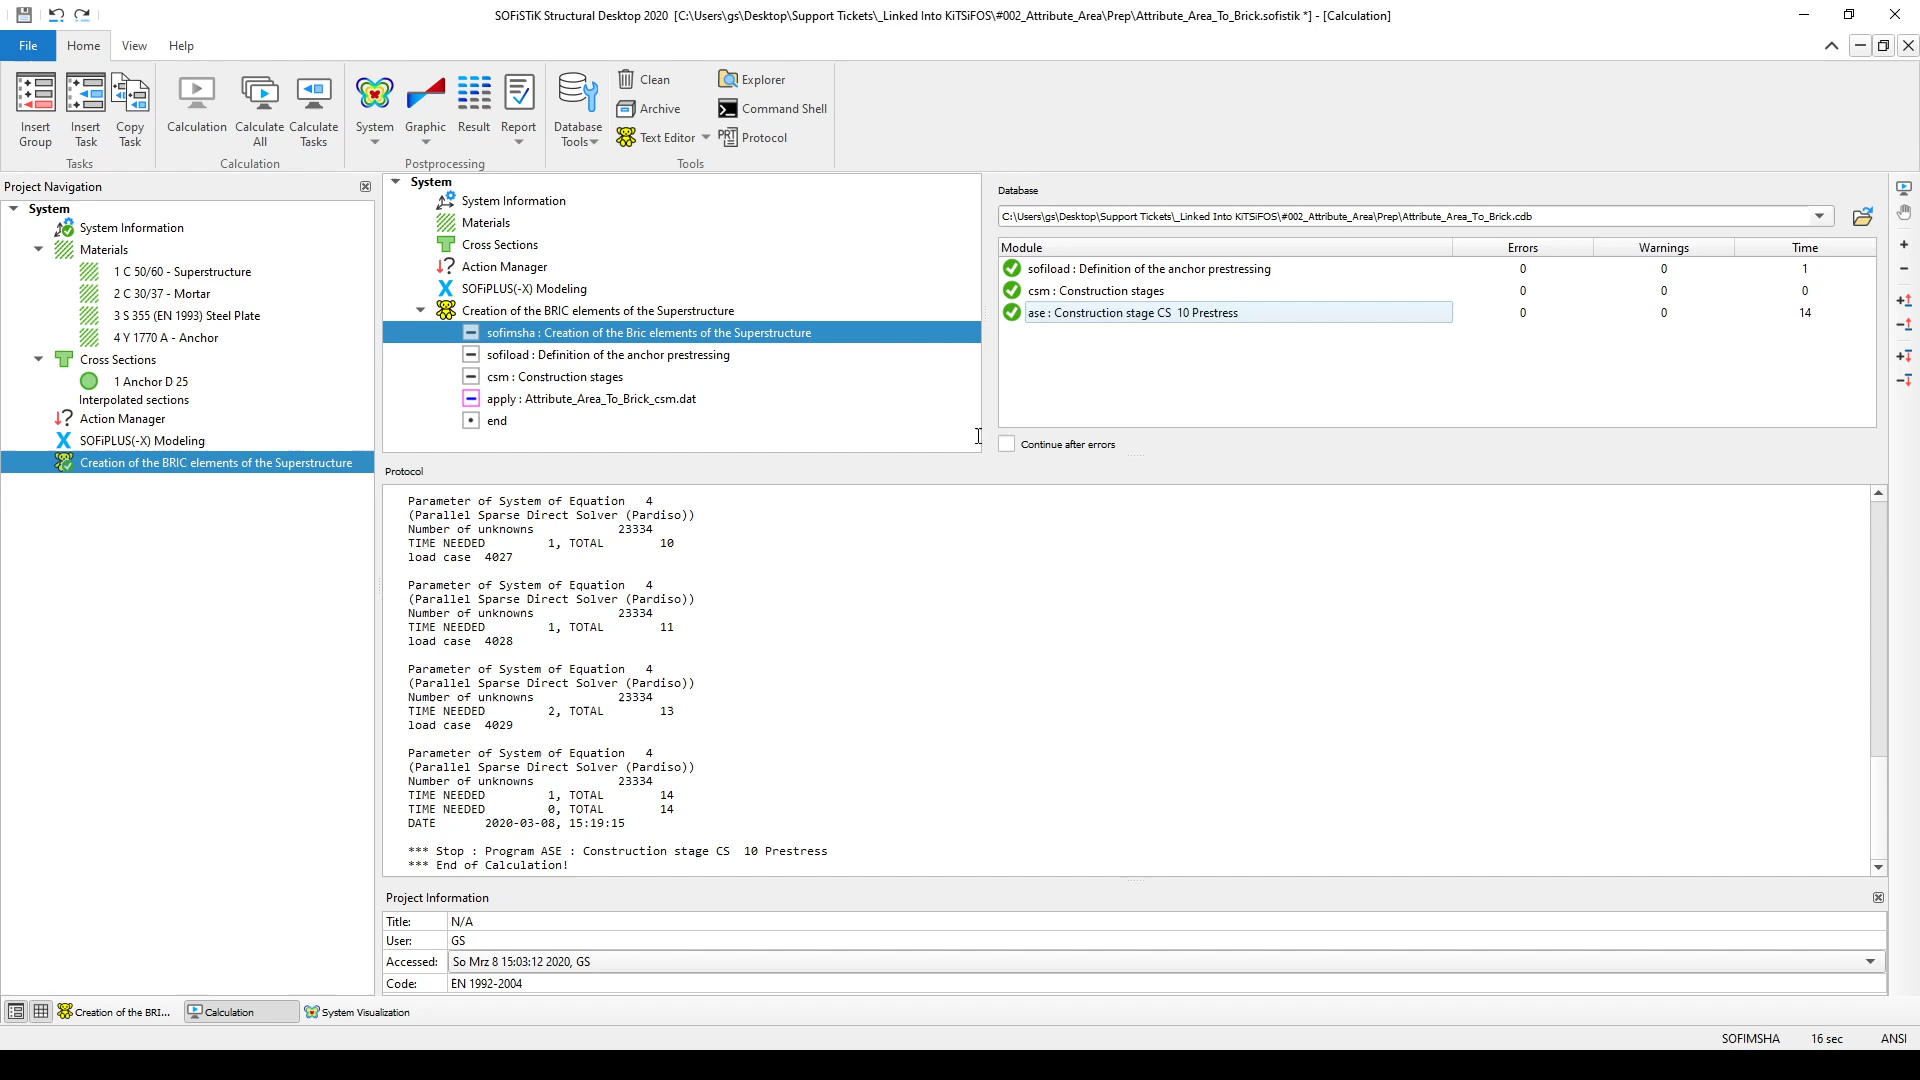 SOFiSTiK Structural Desktop 2020 [C:\Users\gs\Desktop\Support Tickets\_Linked Into KiTSiFOS\#002_Attribute_Area\Prep\Attribute_Area_To_Brick.sofistik *] - [Calculation]
File Home View Help
Insert Group
Insert Task
Copy Task
Tasks
Calculation
Calculate All
Calculate Tasks
Calculation
System
Graphic
Result
Report
Postprocessing
Database Tools
Clean
Archive
Text Editor
Explorer
Command Shell
Protocol
Tools
Project Navigation
System
System Information
Materials
1 C 50/60 - Superstructure
2 C 30/37 - Mortar
3 S 355 (EN 1993) Steel Plate
4 Y 1770 A - Anchor
Cross Sections
1 Anchor D 25
Interpolated sections
Action Manager
SOFiPLUS(-X) Modeling
Creation of the BRIC elements of the Superstructure
System
System Information
Materials
Cross Sections
Action Manager
SOFiPLUS(-X) Modeling
Creation of the BRIC elements of the Superstructure
sofimsha : Creation of the Bric elements of the Superstructure
sofiload : Definition of the anchor prestressing
csm : Construction stages
apply : Attribute_Area_To_Brick_csm.dat
end
Database
C:\Users\gs\Desktop\Support Tickets\_Linked Into KiTSiFOS\#002_Attribute_Area\Prep\Attribute_Area_To_Brick.cdb
Module Errors Warnings Time
sofiload : Definition of the anchor prestressing 0 0 1
csm : Construction stages 0 0 0
ase : Construction stage CS 10 Prestress 0 0 14
Continue after errors
Protocol
Parameter of System of Equation 4
(Parallel Sparse Direct Solver (Pardiso))
Number of unknowns 23334
TIME NEEDED 1, TOTAL 10
load case 4027
Parameter of System of Equation 4
(Parallel Sparse Direct Solver (Pardiso))
Number of unknowns 23334
TIME NEEDED 1, TOTAL 11
load case 4028
Parameter of System of Equation 4
(Parallel Sparse Direct Solver (Pardiso))
Number of unknowns 23334
TIME NEEDED 2, TOTAL 13
load case 4029
Parameter of System of Equation 4
(Parallel Sparse Direct Solver (Pardiso))
Number of unknowns 23334
TIME NEEDED 1, TOTAL 14
TIME NEEDED 0, TOTAL 14
DATE 2020-03-08, 15:19:15
*** Stop : Program ASE : Construction stage CS 10 Prestress
*** End of Calculation!
Project Information
Title: N/A
User: GS
Accessed: So Mrz 8 15:03:12 2020, GS
Code: EN 1992-2004
Creation of the BRI... Calculation System Visualization
SOFIMSHA 16 sec ANSI